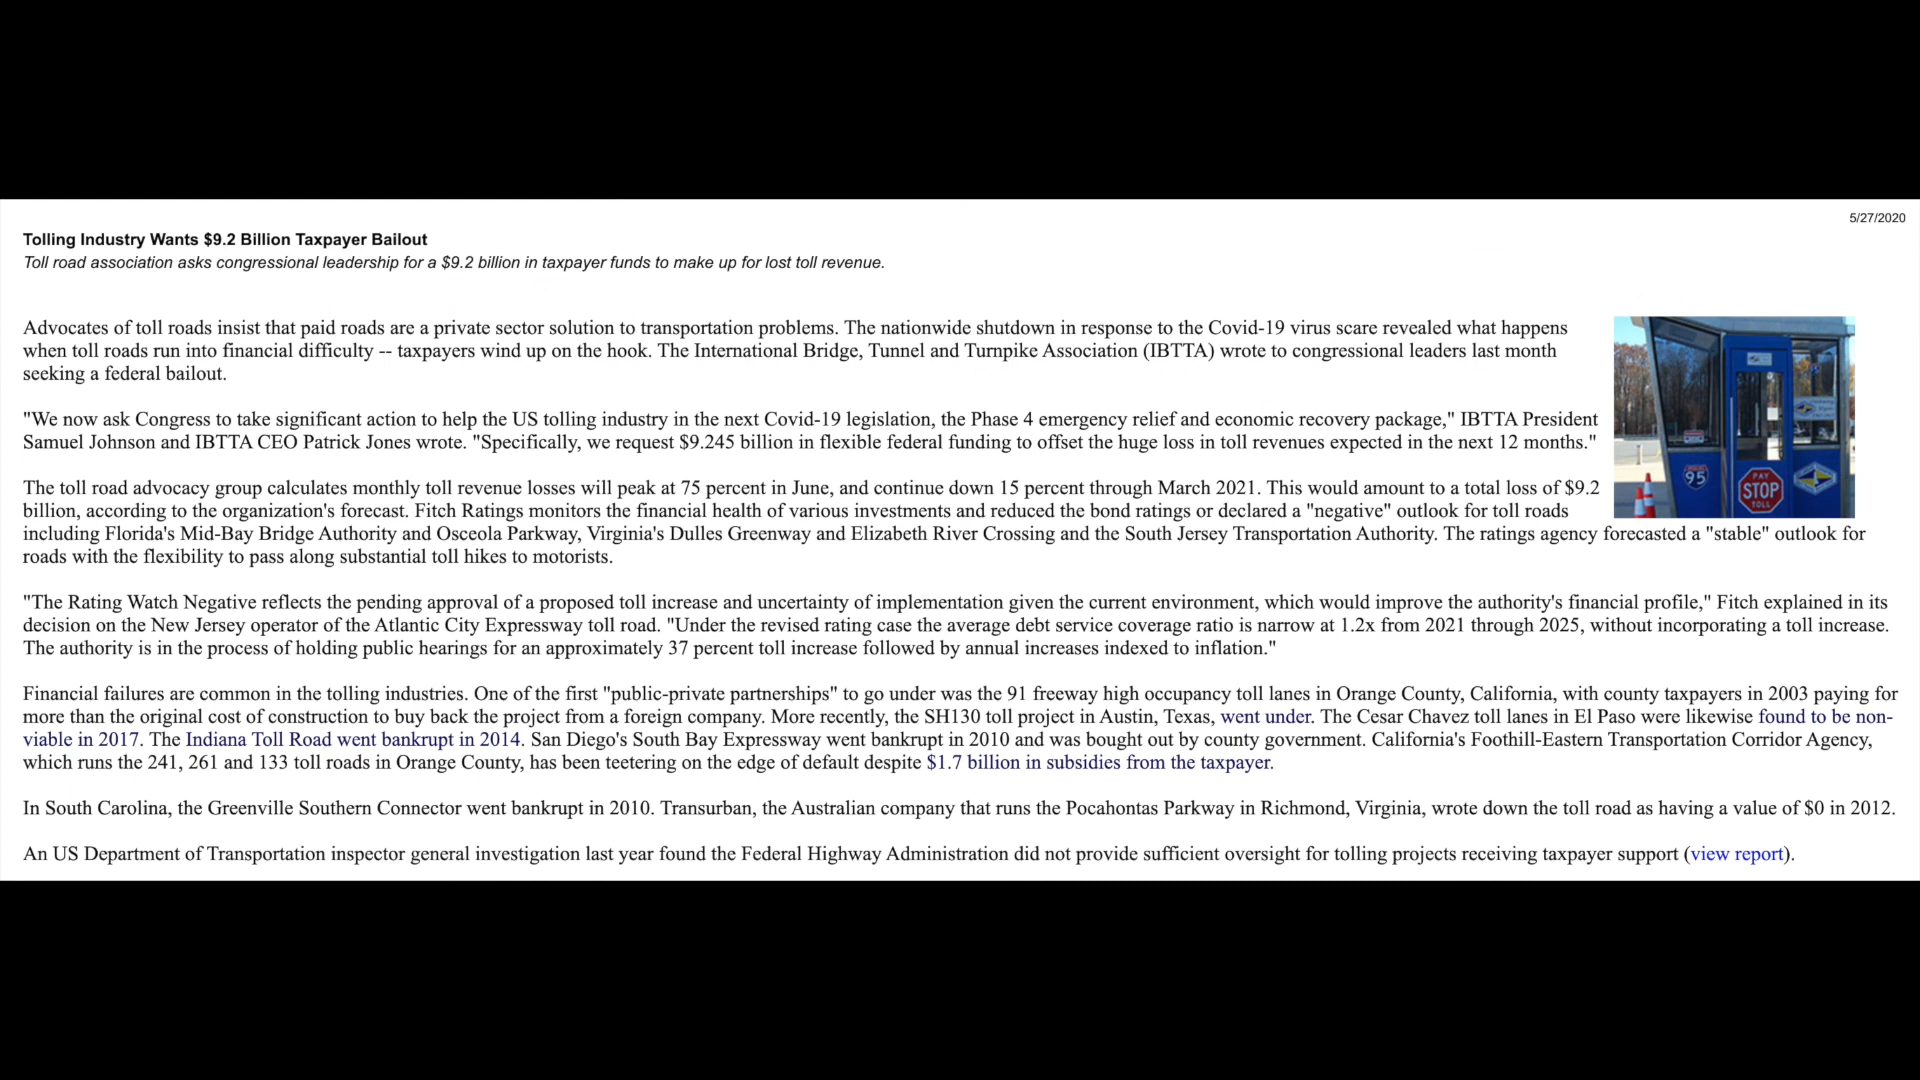 5/27/2020
Tolling Industry Wants $9.2 Billion Taxpayer Bailout
Toll road association asks congressional leadership for a $9.2 billion in taxpayer funds to make up for lost toll revenue.
Advocates of toll roads insist that paid roads are a private sector solution to transportation problems. The nationwide shutdown in response to the Covid-19 virus scare revealed what happens
when toll roads run into financial difficulty -- taxpayers wind up on the hook. The International Bridge, Tunnel and Turnpike Association (IBTTA) wrote to congressional leaders last month
seeking a federal bailout.
"We now ask Congress to take significant action to help the US tolling industry in the next Covid-19 legislation, the Phase 4 emergency relief and economic recovery package," IBTTA President
Samuel Johnson and IBTTA CEO Patrick Jones wrote. "Specifically, we request $9.245 billion in flexible federal funding to offset the huge loss in toll revenues expected in the next 12 months."
The toll road advocacy group calculates monthly toll revenue losses will peak at 75 percent in June, and continue down 15 percent through March 2021. This would amount to a total loss of $9.2
billion, according to the organization's forecast. Fitch Ratings monitors the financial health of various investments and reduced the bond ratings or declared a "negative" outlook for toll roads
including Florida's Mid-Bay Bridge Authority and Osceola Parkway, Virginia's Dulles Greenway and Elizabeth River Crossing and the South Jersey Transportation Authority. The ratings agency forecasted a "stable" outlook for
roads with the flexibility to pass along substantial toll hikes to motorists.
"The Rating Watch Negative reflects the pending approval of a proposed toll increase and uncertainty of implementation given the current environment, which would improve the authority's financial profile," Fitch explained in its
decision on the New Jersey operator of the Atlantic City Expressway toll road. "Under the revised rating case the average debt service coverage ratio is narrow at 1.2x from 2021 through 2025, without incorporating a toll increase.
The authority is in the process of holding public hearings for an approximately 37 percent toll increase followed by annual increases indexed to inflation."
Financial failures are common in the tolling industries. One of the first "public-private partnerships" to go under was the 91 freeway high occupancy toll lanes in Orange County, California, with county taxpayers in 2003 paying for
more than the original cost of construction to buy back the project from a foreign company. More recently, the SH130 toll project in Austin, Texas, went under. The Cesar Chavez toll lanes in El Paso were likewise found to be non-
viable in 2017. The Indiana Toll Road went bankrupt in 2014. San Diego's South Bay Expressway went bankrupt in 2010 and was bought out by county government. California's Foothill-Eastern Transportation Corridor Agency,
which runs the 241, 261 and 133 toll roads in Orange County, has been teetering on the edge of default despite $1.7 billion in subsidies from the taxpayer.
In South Carolina, the Greenville Southern Connector went bankrupt in 2010. Transurban, the Australian company that runs the Pocahontas Parkway in Richmond, Virginia, wrote down the toll road as having a value of $0 in 2012.
An US Department of Transportation inspector general investigation last year found the Federal Highway Administration did not provide sufficient oversight for tolling projects receiving taxpayer support (view report).
95
PAY
STOP
TOLL